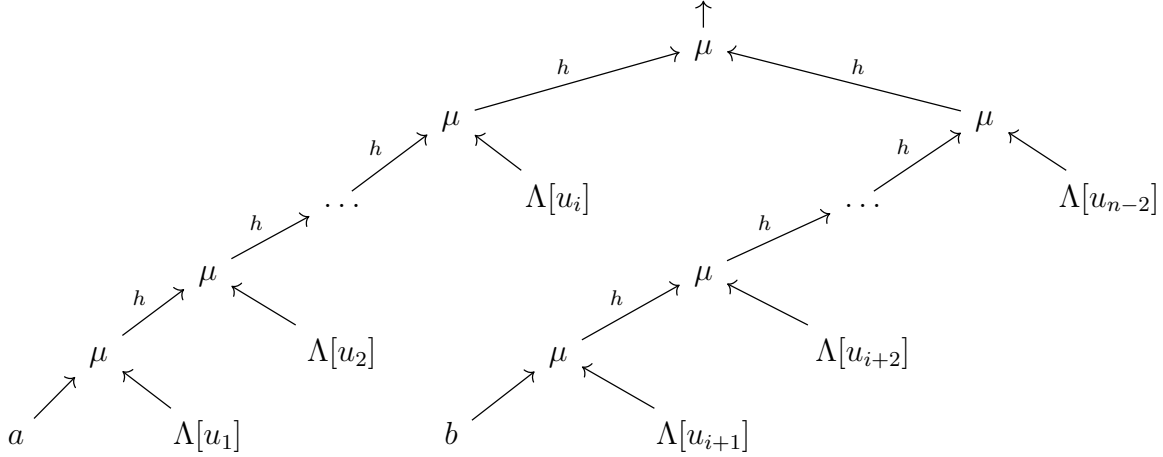 μ
h h
μ μ
h h
… Λ[u_i] … Λ[u_{n−2}]
h h
μ μ
h h
μ Λ[u_2] μ Λ[u_{i+2}]
a Λ[u_1] b Λ[u_{i+1}]